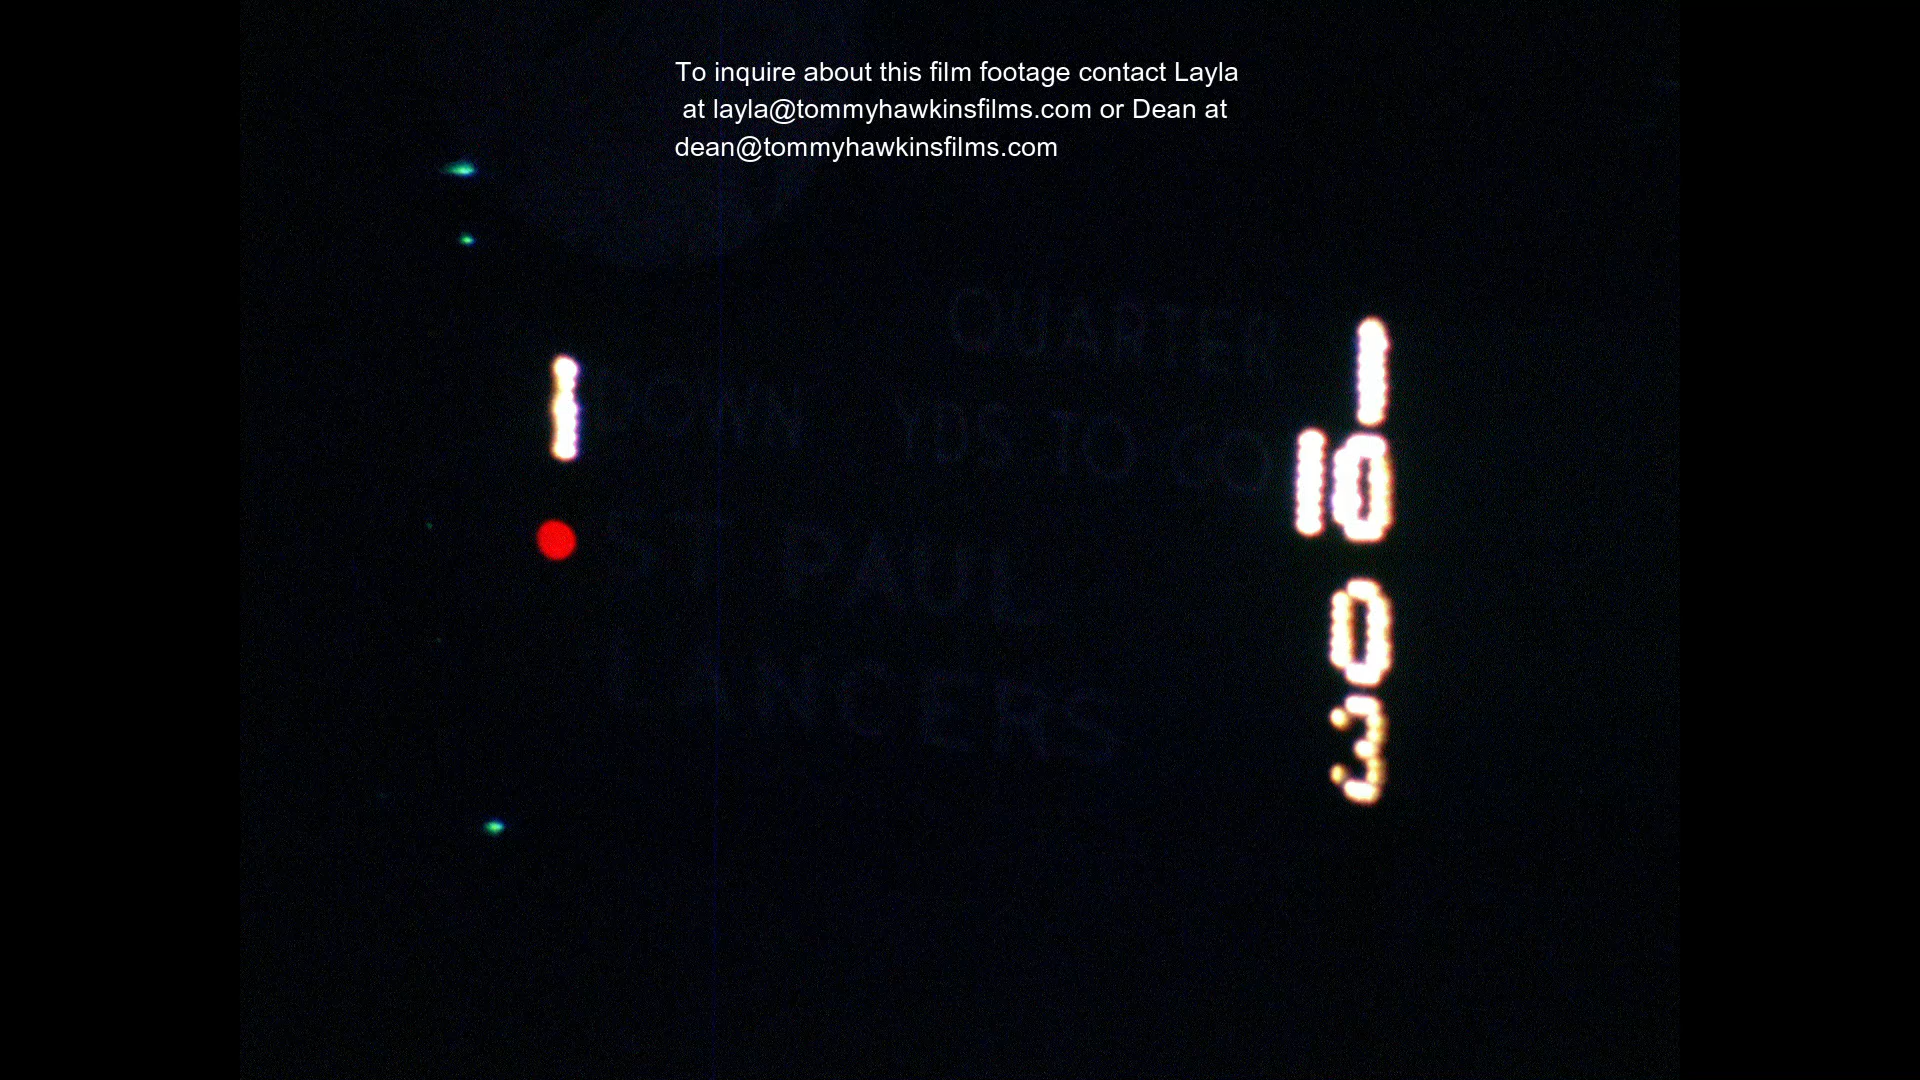 To inquire about this film footage contact Layla
at layla@tommyhawkinsfilms.com or Dean at
dean@tommyhawkinsfilms.com
QUARTER 1
1 DOWN YDS TO GO 10
ST PAUL 0
LANCERS 3